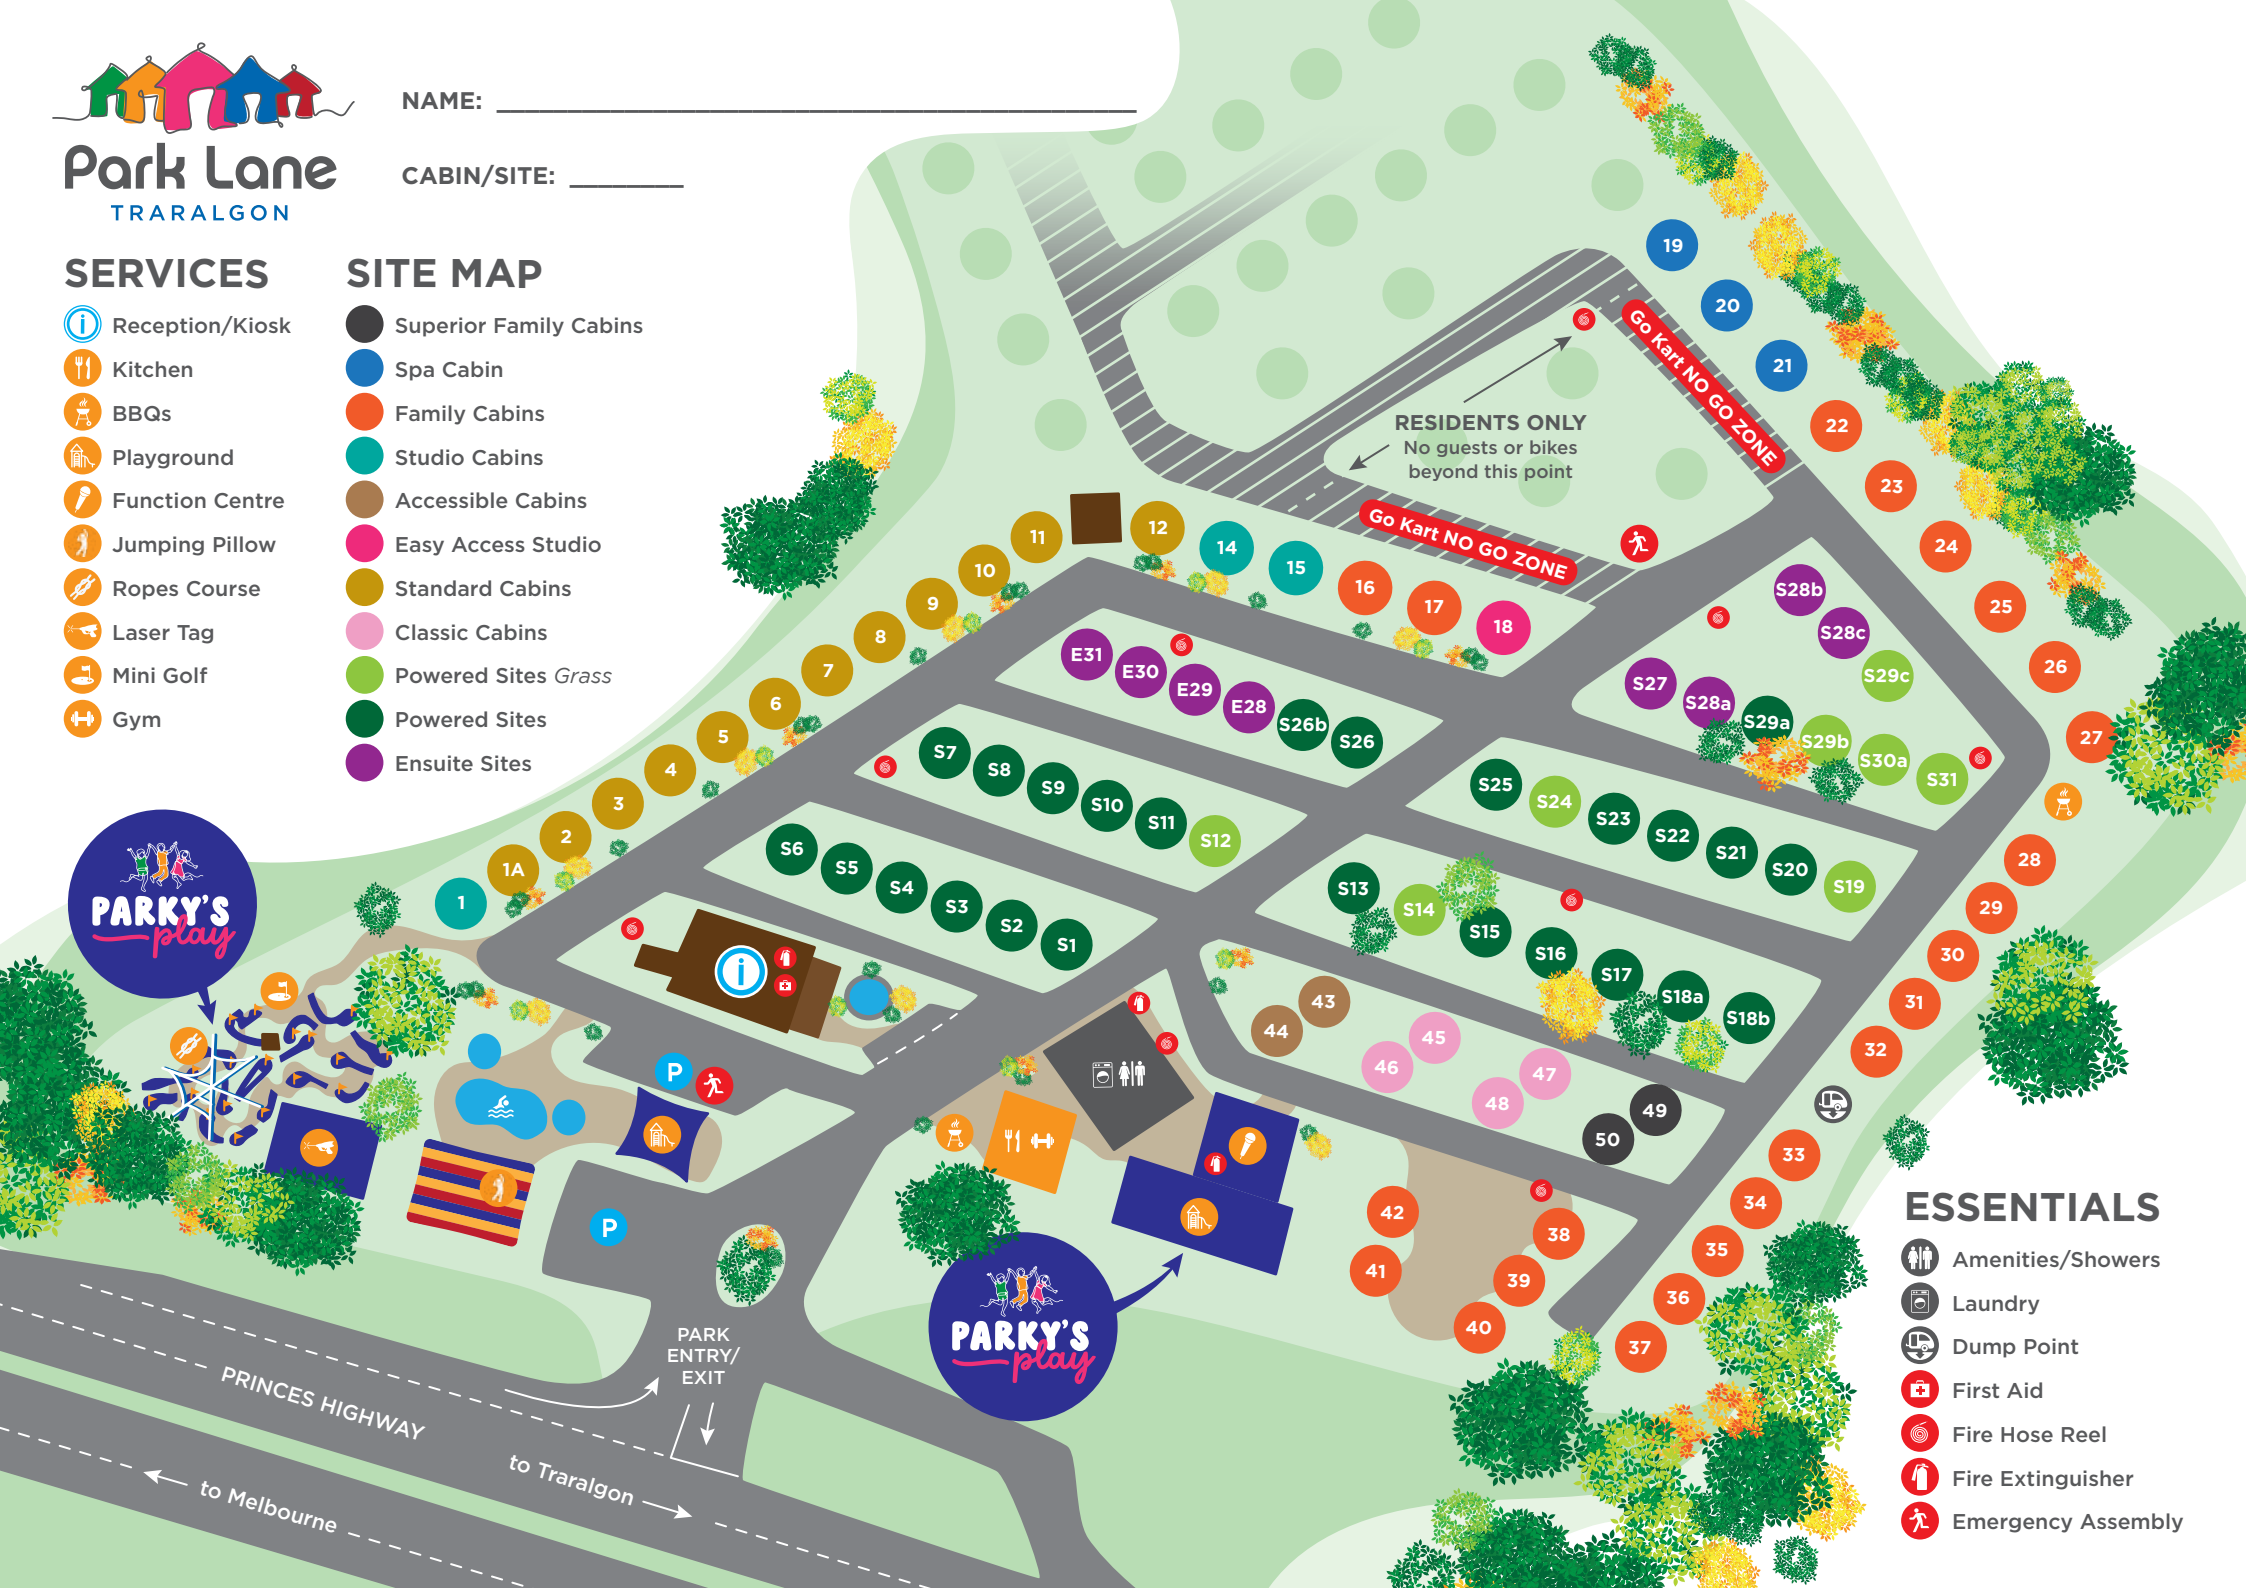 Park Lane
TRARALGON
NAME:
CABIN/SITE:
SERVICES
Reception/Kiosk
Kitchen
BBQs
Playground
Function Centre
Jumping Pillow
Ropes Course
Laser Tag
Mini Golf
Gym
SITE MAP
Superior Family Cabins
Spa Cabin
Family Cabins
Studio Cabins
Accessible Cabins
Easy Access Studio
Standard Cabins
Classic Cabins
Powered Sites Grass
Powered Sites
Ensuite Sites
Go Kart NO GO ZONE
RESIDENTS ONLY
No guests or bikes
beyond this point
Go Kart NO GO ZONE
19
20
21
22
23
24
25
26
27
28
29
30
31
32
33
34
35
36
37
12
14
15
16
17
18
11
10
9
8
7
6
5
4
3
2
1A
1
E31
E30
E29
E28
S26b
S26
S28b
S28c
S29c
S27
S28a
S29a
S29b
S30a
S31
S7
S8
S9
S10
S11
S12
S25
S24
S23
S22
S21
S20
S19
S6
S5
S4
S3
S2
S1
S13
S14
S15
S16
S17
S18a
S18b
43
44
45
46
47
48
49
50
42
41
38
39
40
i
i
P
P
PARKY'S
play
PARKY'S
play
PARK
ENTRY/
EXIT
PRINCES HIGHWAY
to Traralgon
to Melbourne
ESSENTIALS
Amenities/Showers
Laundry
Dump Point
First Aid
Fire Hose Reel
Fire Extinguisher
Emergency Assembly